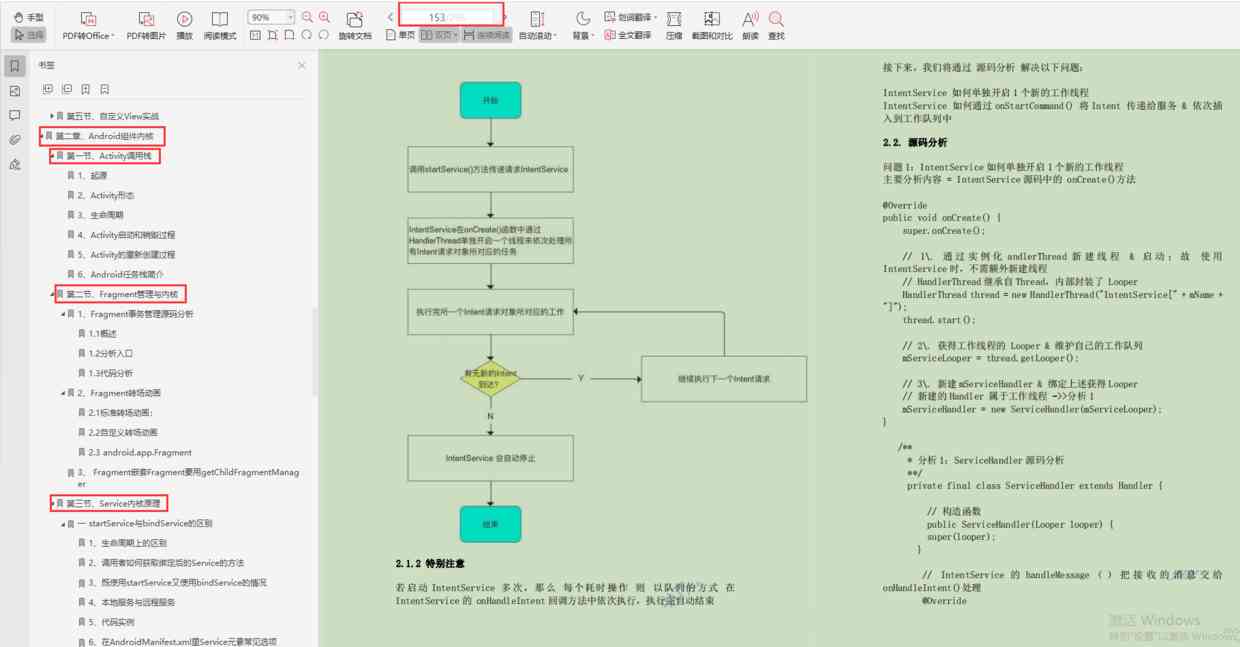 手型
选择
PDF转Office
PDF转图片
播放
阅读模式
90%
旋转文档
153
单页
双页
连续阅读
自动滚动
背景
划词翻译
全文翻译
压缩
截图和对比
朗读
查找
书签
第五节、自定义View实战
第二章、Android组件内核
第一节、Activity调用栈
1、起源
2、Activity形态
3、生命周期
4、Activity启动和销毁过程
5、Activity的重新创建过程
6、Android任务栈简介
第二节、Fragment管理与内核
1、Fragment事务管理源码分析
1.1概述
1.2分析入口
1.3代码分析
2、Fragment转场动画
2.1标准转场动画:
2.2自定义转场动画
2.3 android.app.Fragment
3、 Fragment嵌套Fragment要用getChildFragmentManag
er
第三节、Service内核原理
一 startService与bindService的区别
1、生命周期上的区别
2、调用者如何获取绑定后的Service的方法
3、既使用startService又使用bindService的情况
4、本地服务与远程服务
5、代码实例
6、在AndroidManifest.xml里Service元素常见选项
开始
调用startService()方法传递请求IntentService
IntentService在onCreate()函数中通过
HandlerThread单独开启一个线程来依次处理所
有Intent请求对象所对应的任务
执行完所一个Intent请求对象所对应的工作
有无新的Intent
到达?
Y
继续执行下一个Intent请求
N
IntentService 会自动停止
结束
2.1.2 特别注意
若启动 IntentService 多次，那么 每个耗时操作 则 以队列的方式 在
IntentService 的 onHandleIntent 回调方法中依次执行，执行完自动结束
接下来，我们将通过 源码分析 解决以下问题：
IntentService 如何单独开启 1 个新的工作线程
IntentService 如何通过 onStartCommand() 将 Intent 传递给服务 & 依次插
入到工作队列中
2.2. 源码分析
问题 1：IntentService 如何单独开启 1 个新的工作线程
主要分析内容 = IntentService 源码中的 onCreate()方法
@Override
public void onCreate() {
super.onCreate();
// 1\. 通过实例化 andlerThread 新建线程 & 启动；故 使用
IntentService 时，不需额外新建线程
// HandlerThread 继承自 Thread，内部封装了 Looper
HandlerThread thread = new HandlerThread("IntentService[" + mName +
"]");
thread.start();
// 2\. 获得工作线程的 Looper & 维护自己的工作队列
mServiceLooper = thread.getLooper();
// 3\. 新建 mServiceHandler & 绑定上述获得 Looper
// 新建的 Handler 属于工作线程 ->>分析 1
mServiceHandler = new ServiceHandler(mServiceLooper);
}
/**
* 分析 1：ServiceHandler 源码分析
**/
private final class ServiceHandler extends Handler {
// 构造函数
public ServiceHandler(Looper looper) {
super(looper);
}
// IntentService 的 handleMessage（）把接收的消息交给
onHandleIntent()处理
@Override
激活 Windows
转到"设置"以激活 Windows。